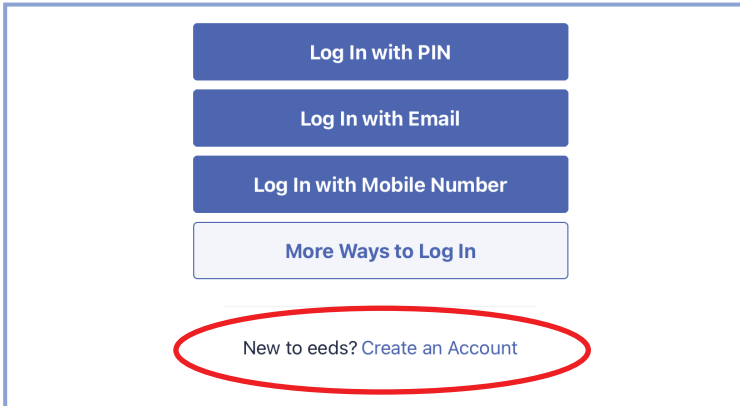 Log In with PIN
Log In with Email
Log In with Mobile Number
More Ways to Log In
New to eeds? Create an Account